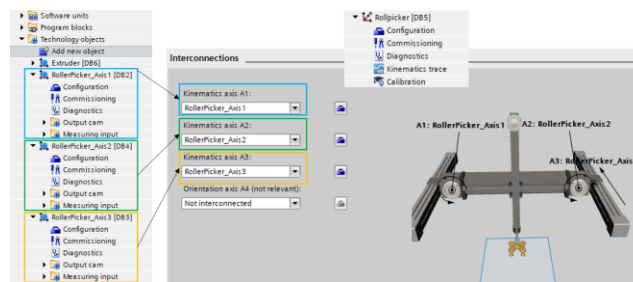 Software units
Program blocks
Technology objects
Add new object
Extruder [DB6]
RollerPicker_Axis1 [DB2]
Configuration
Commissioning
Diagnostics
Output cam
Measuring input
RollerPicker_Axis2 [DB4]
Configuration
Commissioning
Diagnostics
Output cam
Measuring input
RollerPicker_Axis3 [DB3]
Configuration
Commissioning
Diagnostics
Output cam
Measuring input
Interconnections
Kinematics axis A1:
RollerPicker_Axis1
Kinematics axis A2:
RollerPicker_Axis2
Kinematics axis A3:
RollerPicker_Axis3
Orientation axis A4 (not relevant):
Not interconnected
Rollpicker [DB5]
Configuration
Commissioning
Diagnostics
Kinematics trace
Calibration
A1: RollerPicker_Axis1
A2: RollerPicker_Axis2
A3: RollerPicker_Axis